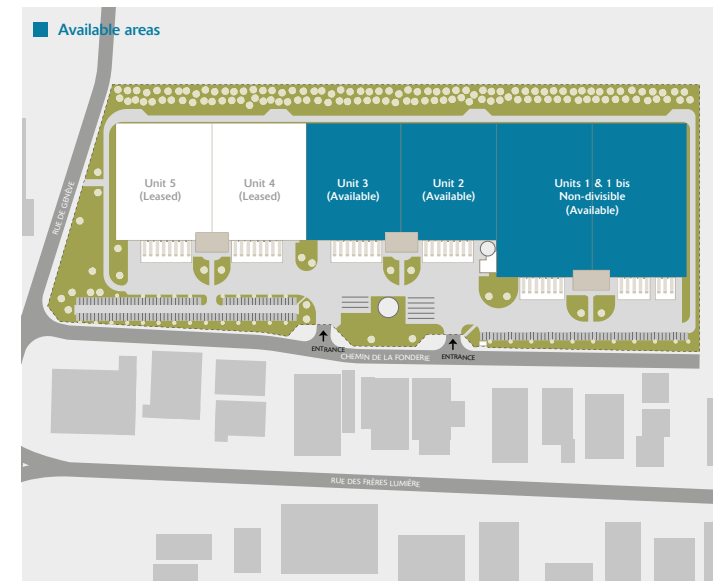 Available areas
Unit 5
(Leased)
Unit 4
(Leased)
Unit 3
(Available)
Unit 2
(Available)
Units 1 & 1 bis
Non-divisible
(Available)
RUE DE GENÈVE
ENTRANCE
CHEMIN DE LA FONDERIE
ENTRANCE
RUE DES FRÈRES LUMIÈRE